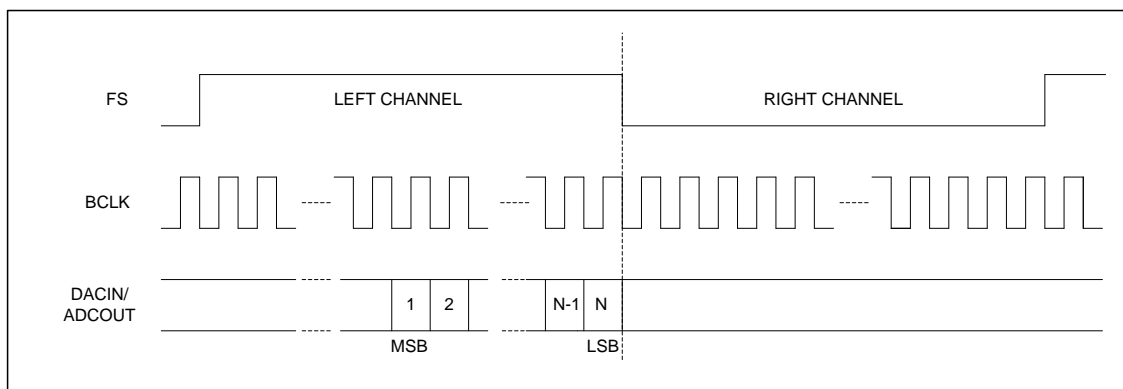 FS
LEFT CHANNEL
RIGHT CHANNEL
BCLK
DACIN/
ADCOUT
1
2
N-1
N
MSB
LSB